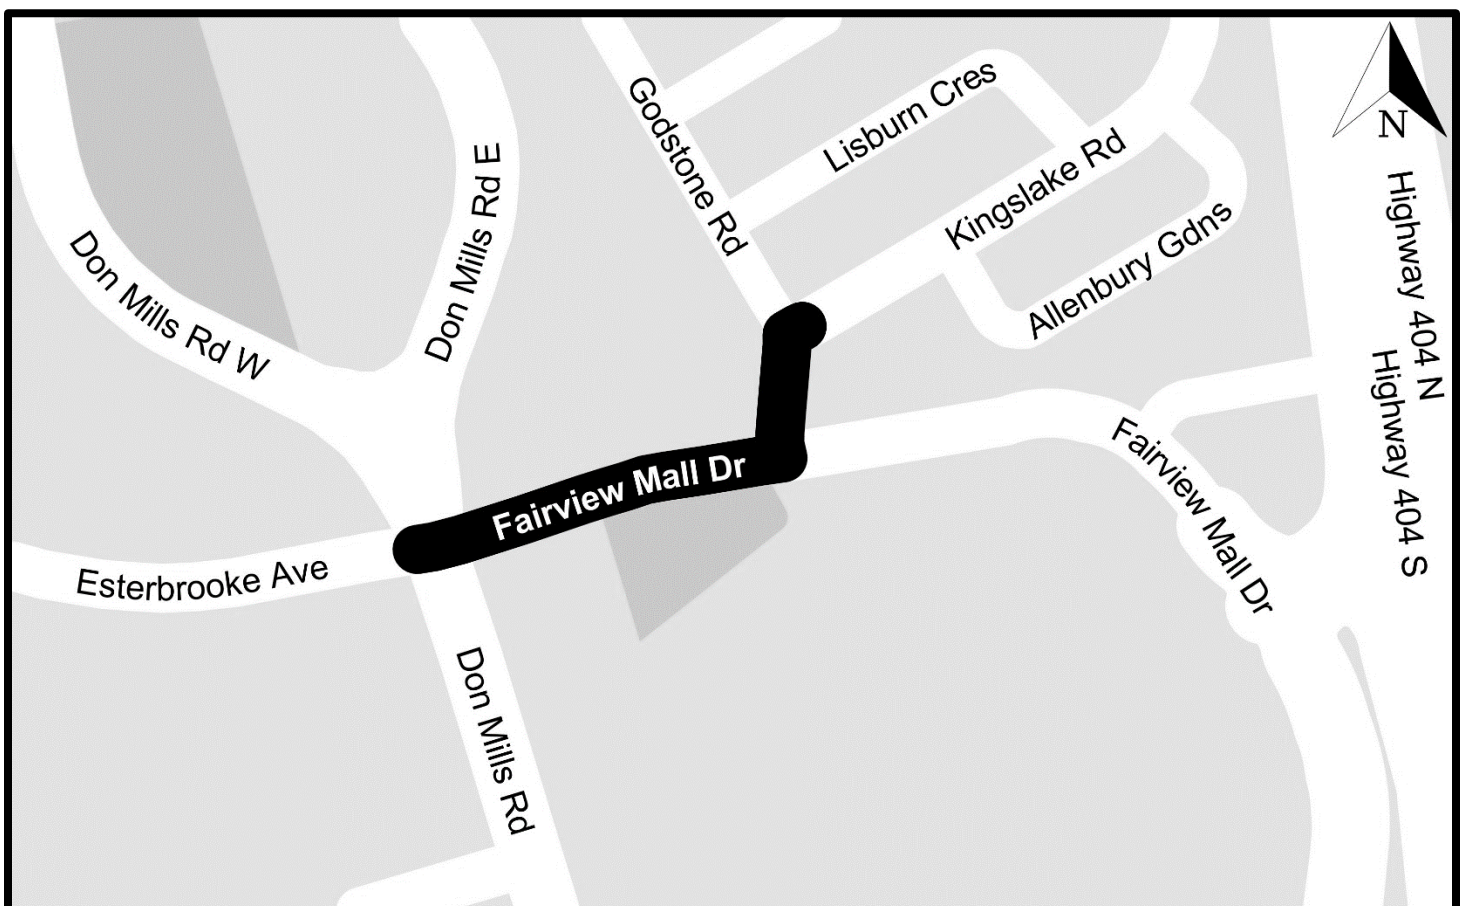 Godstone Rd
Lisburn Cres
N
Kingslake Rd
Don Mills Rd E
Don Mills Rd W
Allenbury Gdns
Highway 404 N
Highway 404 S
Fairview Mall Dr
Fairview Mall Dr
Esterbrooke Ave
Don Mills Rd